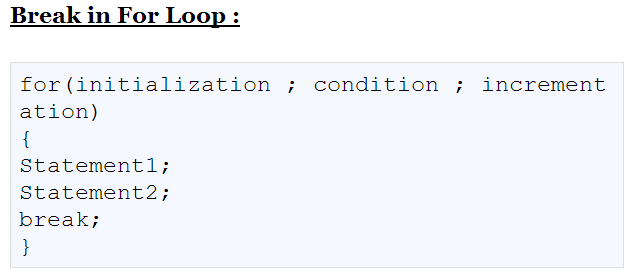 Break in For Loop :
for(initialization ; condition ; increment
ation)
{
Statement1;
Statement2;
break;
}